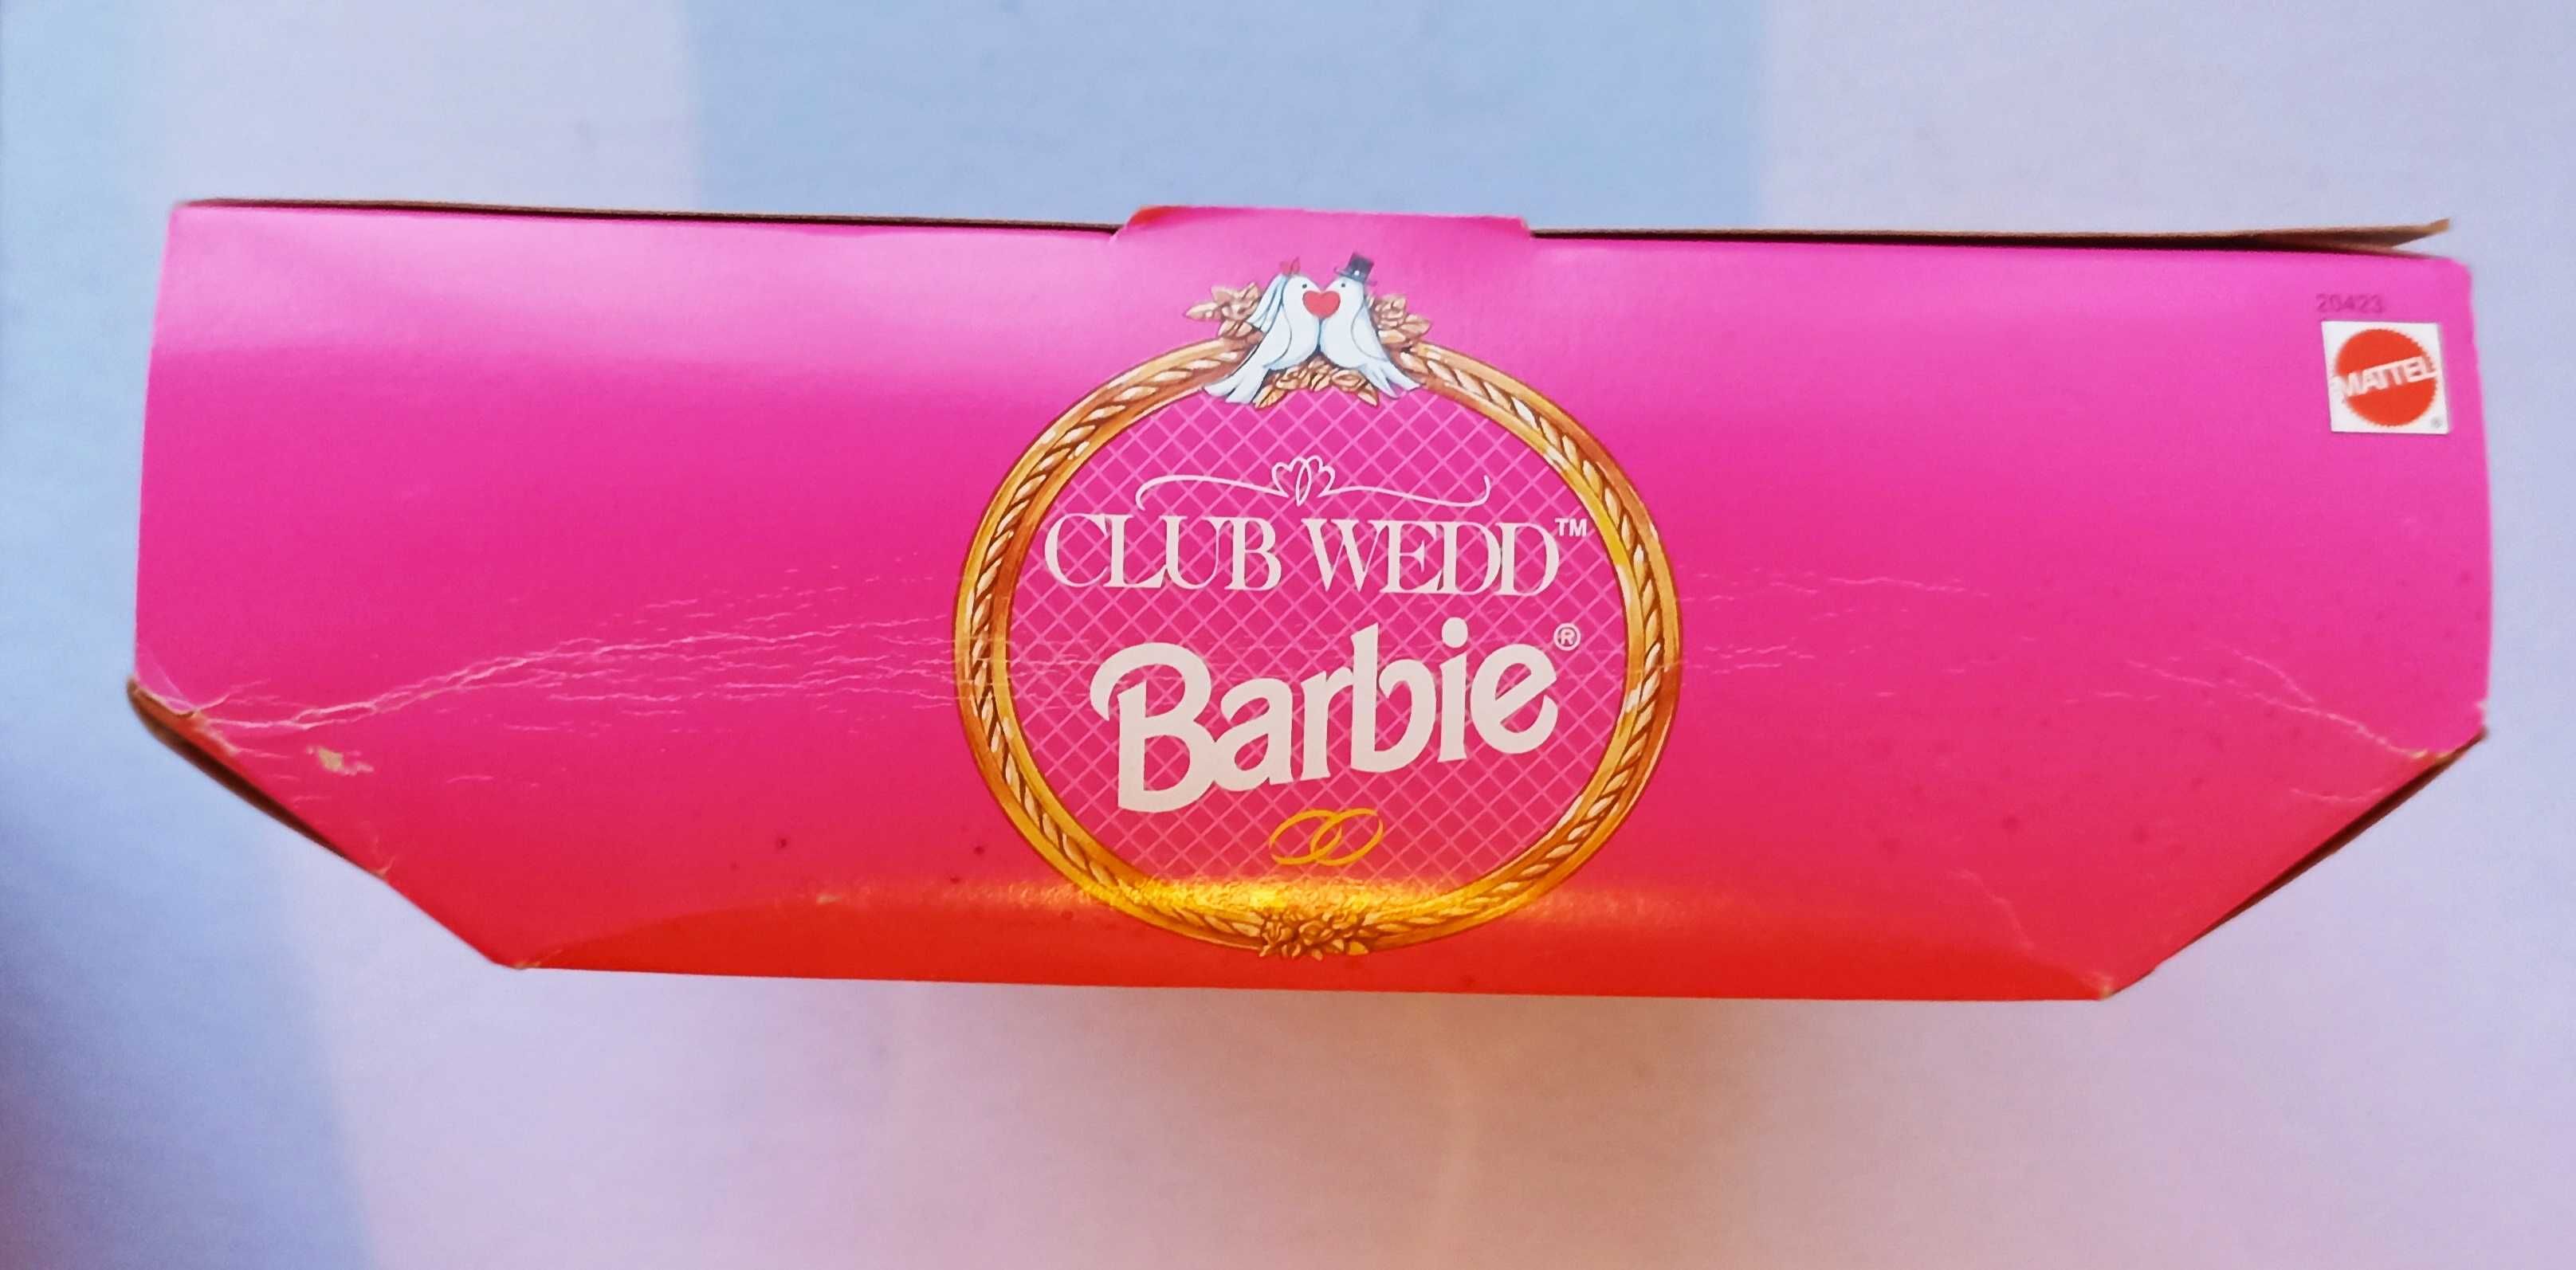 20423
MATTEL
®
CLUB WEDD™
Barbie®